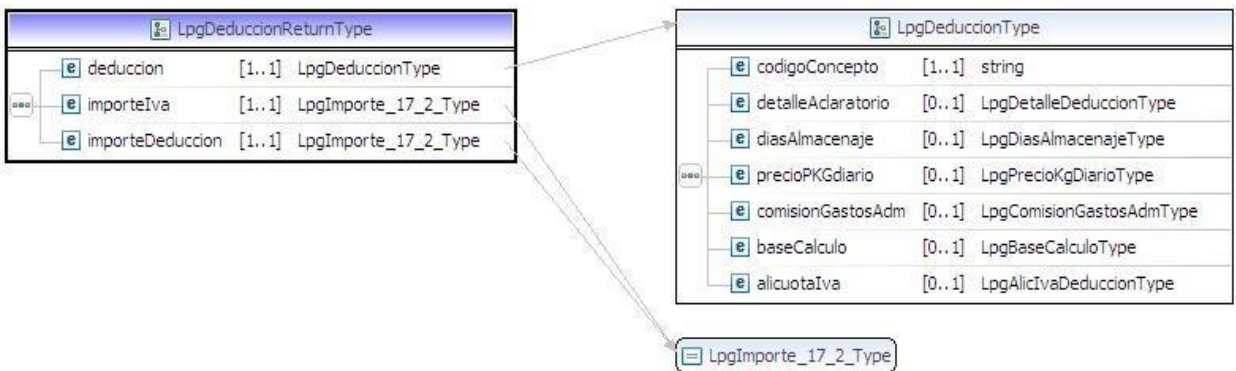 LpgDeduccionReturnType
deduccion [1..1] LpgDeduccionType
importeIva [1..1] LpgImporte_17_2_Type
importeDeduccion [1..1] LpgImporte_17_2_Type
LpgDeduccionType
codigoConcepto [1..1] string
detalleAclaratorio [0..1] LpgDetalleDeduccionType
diasAlmacenaje [0..1] LpgDiasAlmacenajeType
precioPKGdiario [0..1] LpgPrecioKgDiarioType
comisionGastosAdm [0..1] LpgComisionGastosAdmType
baseCalculo [0..1] LpgBaseCalculoType
alicuotaIva [0..1] LpgAlicIvaDeduccionType
LpgImporte_17_2_Type